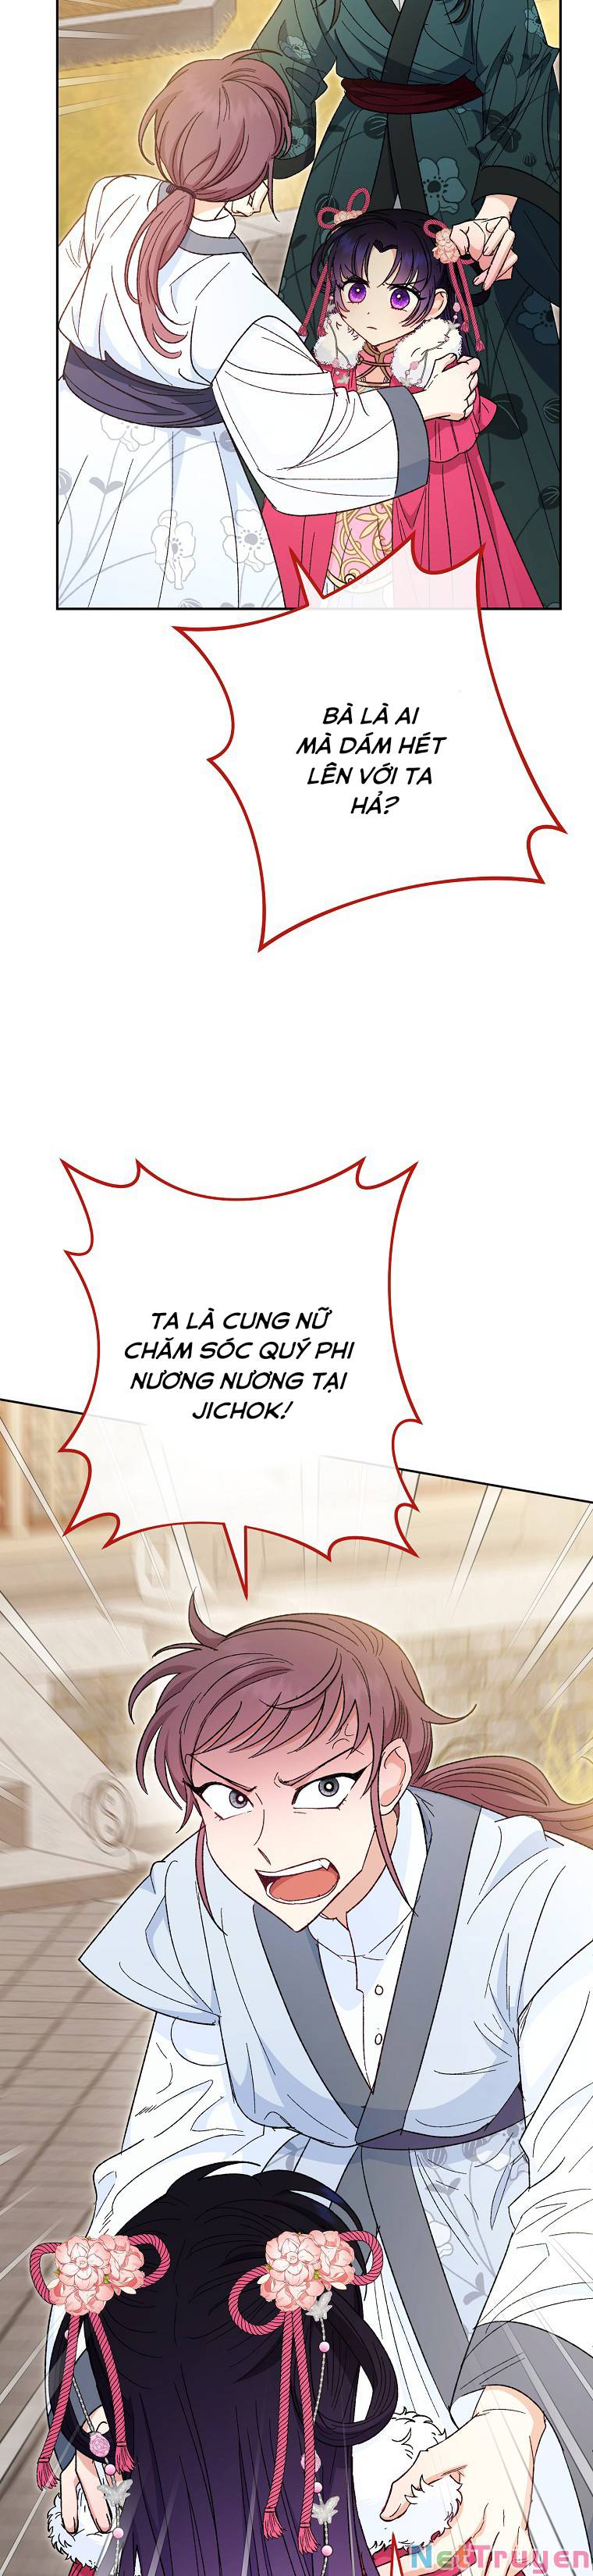 BÀ LÀ AI
MÀ DÁM HÉT
LÊN VỚI TA
HẢ?
TA LÀ CUNG NỮ
CHĂM SÓC QUÝ PHI
NƯƠNG NƯƠNG TẠI
JICHOK!
NetTruyen